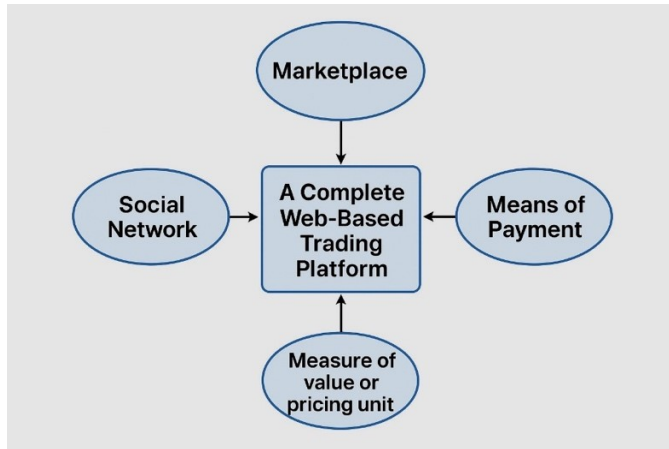 Marketplace
Social
Network
A Complete
Web-Based
Trading
Platform
Means of
Payment
Measure of
value or
pricing unit